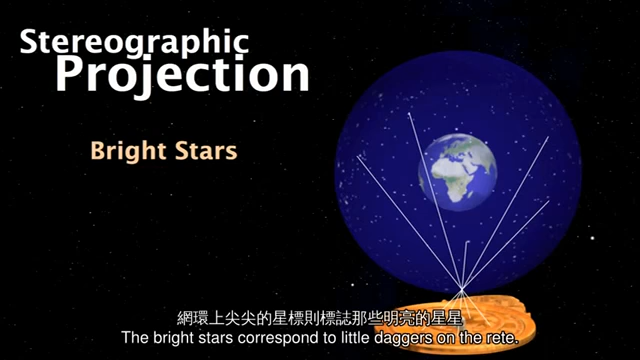 Stereographic
Projection
Bright Stars
網環上尖尖的星標則標誌那些明亮的星星
The bright stars correspond to little daggers on the rete.